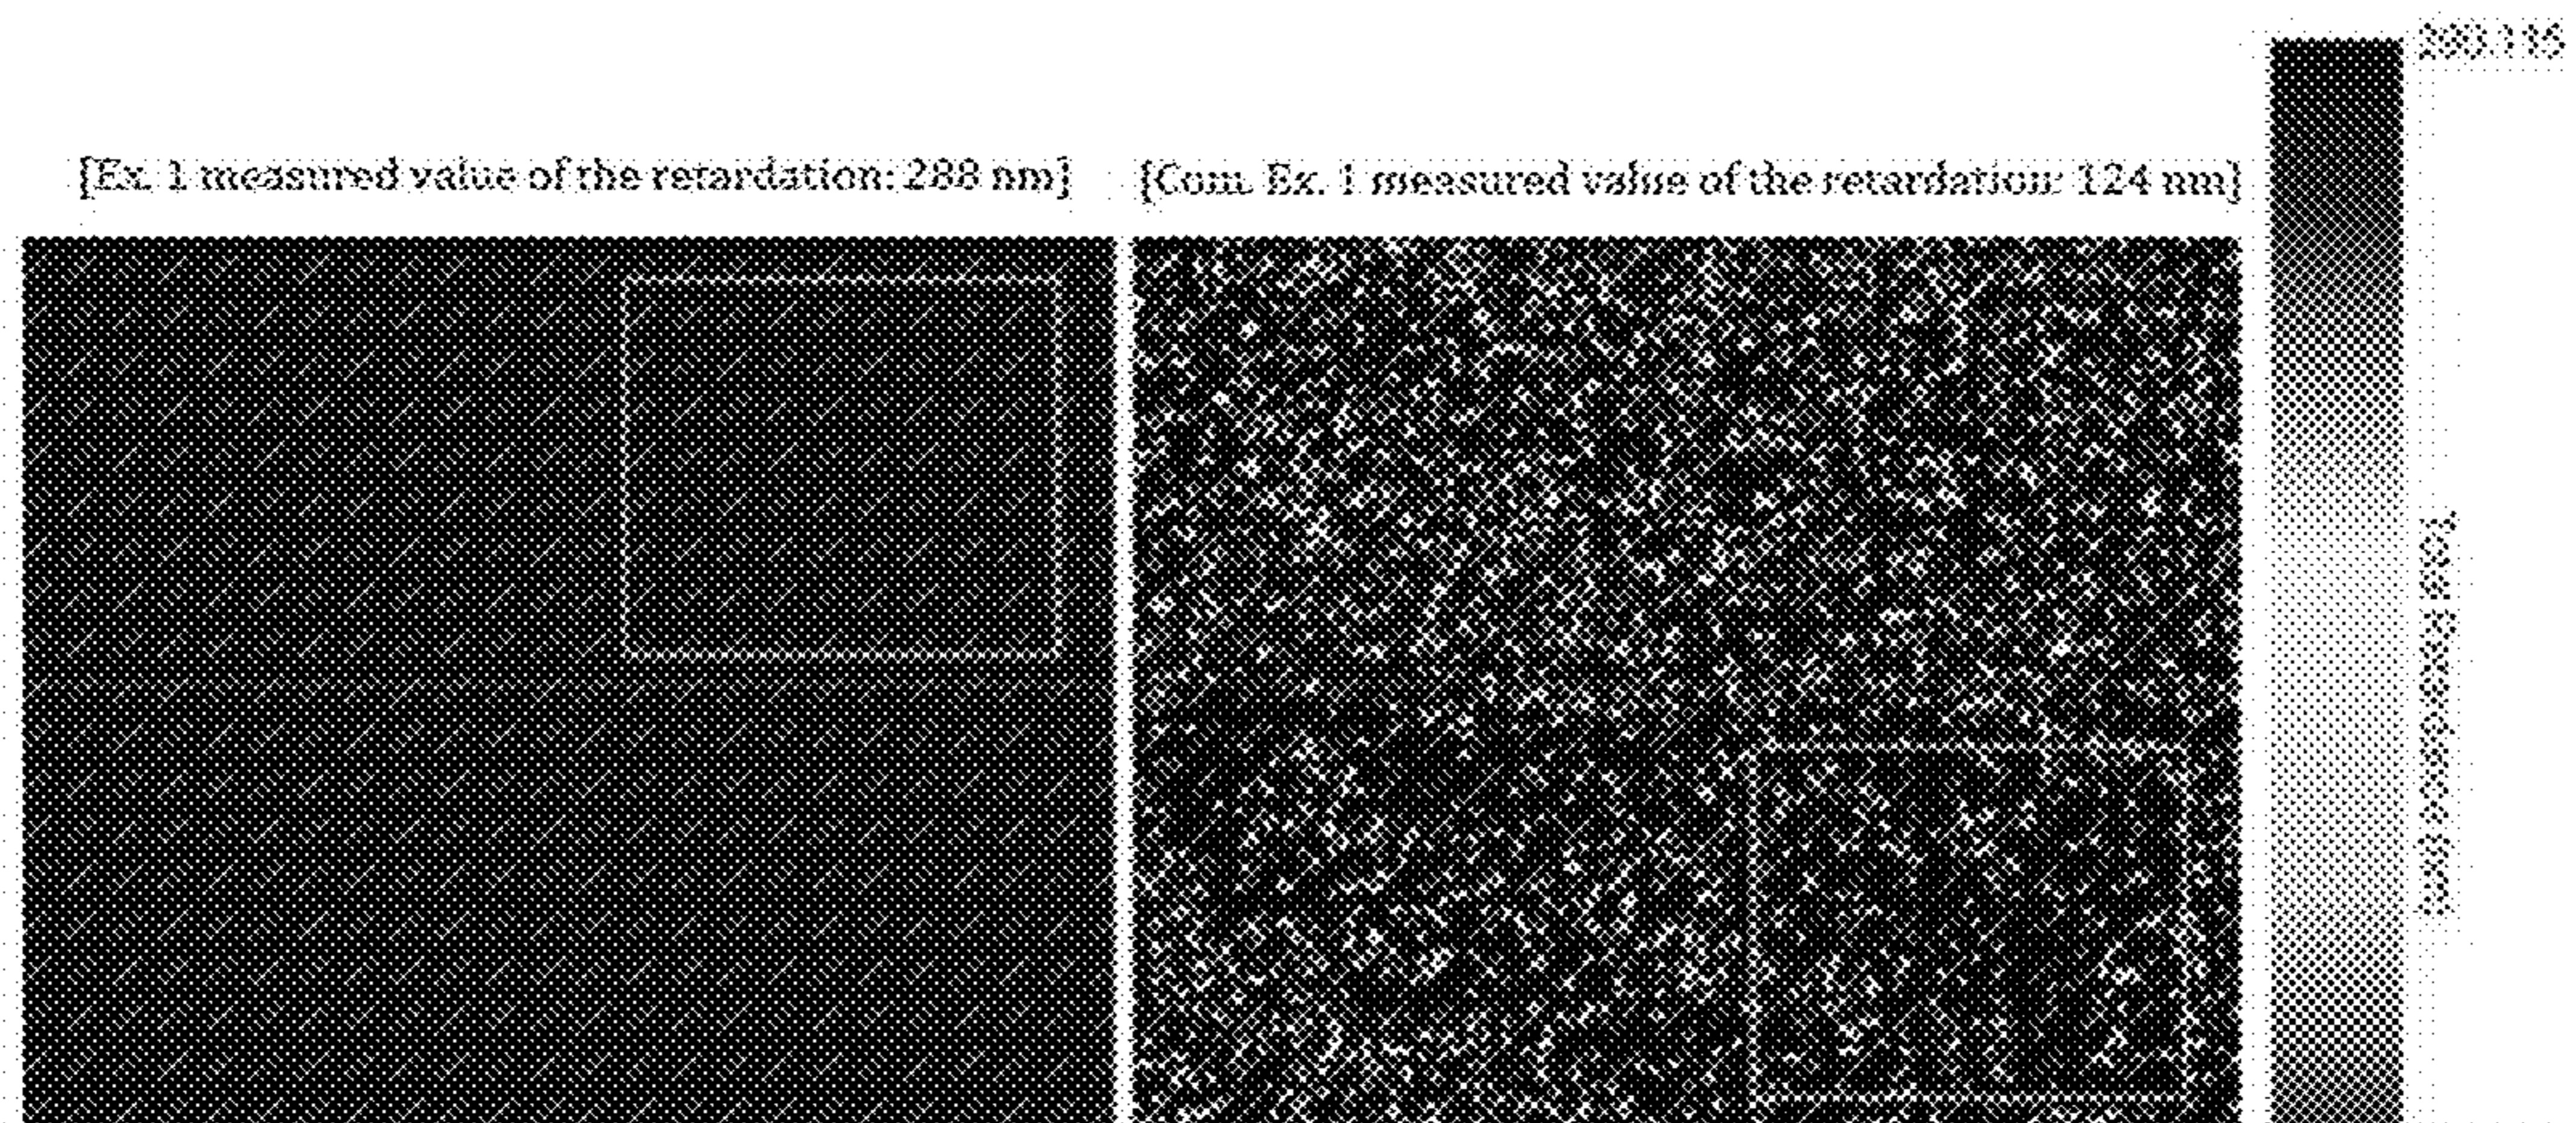 [Ex. 1 measured value of the retardation: 288 nm]
[Com. Ex. 1 measured value of the retardation: 124 nm]